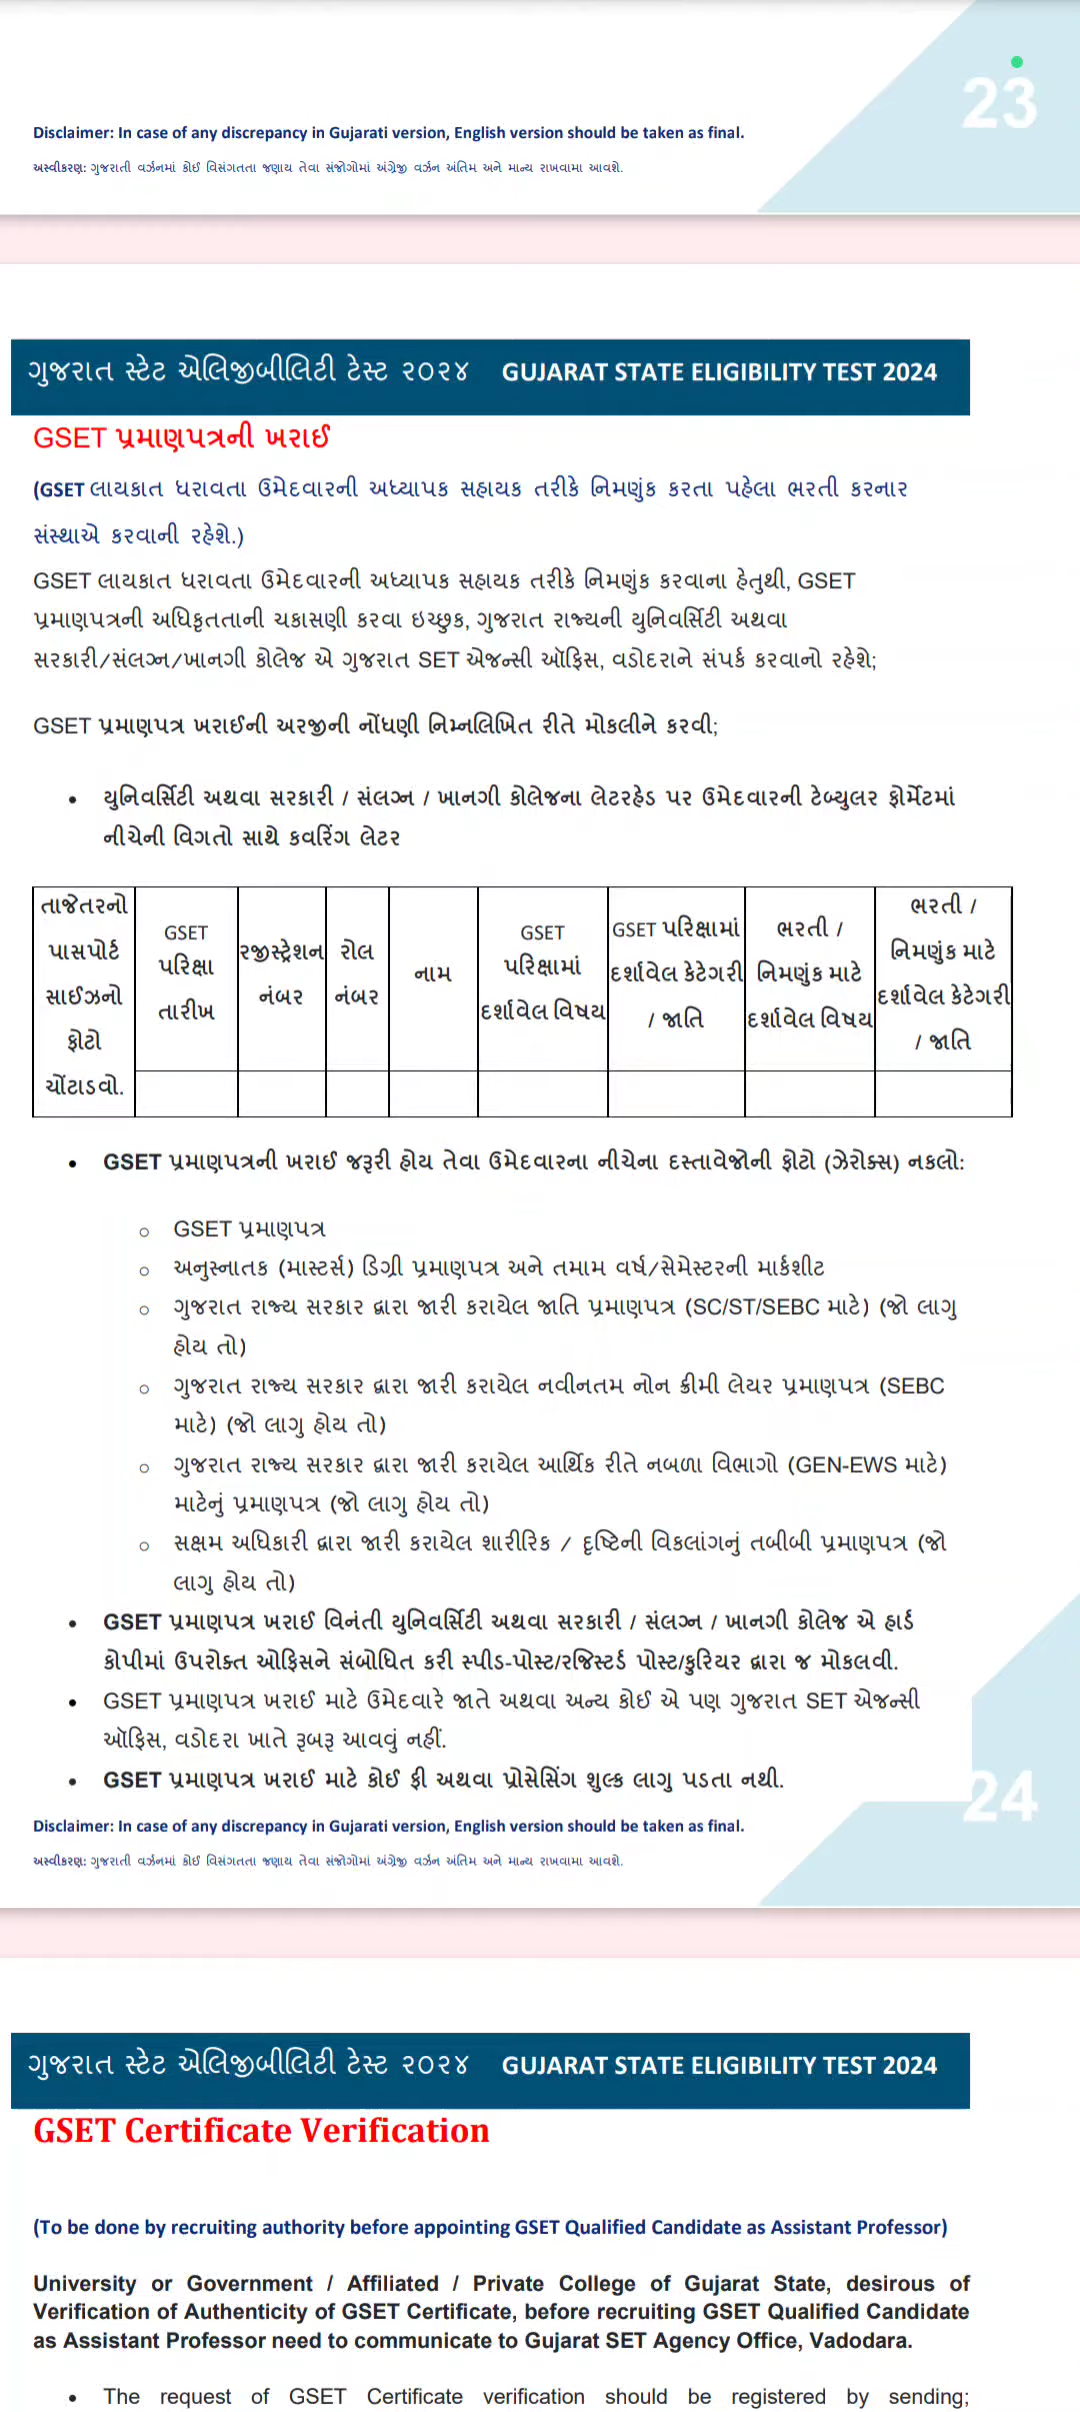 23
Disclaimer: In case of any discrepancy in Gujarati version, English version should be taken as final.
અસ્વીકરણ: ગુજરાતી વર્ઝનમાં કોઈ વિસંગતતા જણાય તેવા સંજોગોમાં અંગ્રેજી વર્ઝન અંતિમ અને માન્ય રાખવામા આવશે.
ગુજરાત સ્ટેટ એલિજીબીલિટી ટેસ્ટ ૨૦૨૪ GUJARAT STATE ELIGIBILITY TEST 2024
GSET પ્રમાણપત્રની ખરાઈ
(GSET લાયકાત ધરાવતા ઉમેદવારની અધ્યાપક સહાયક તરીકે નિમણુંક કરતા પહેલા ભરતી કરનાર
સંસ્થાએ કરવાની રહેશે.)
GSET લાયકાત ધરાવતા ઉમેદવારની અધ્યાપક સહાયક તરીકે નિમણુંક કરવાના હેતુથી, GSET
પ્રમાણપત્રની અધિકૃતતાની ચકાસણી કરવા ઇચ્છુક, ગુજરાત રાજ્યની યુનિવર્સિટી અથવા
સરકારી/સંલગ્ન/ખાનગી કોલેજ એ ગુજરાત SET એજન્સી ઑફિસ, વડોદરાને સંપર્ક કરવાનો રહેશે;
GSET પ્રમાણપત્ર ખરાઈની અરજીની નોંધણી નિમ્નલિખિત રીતે મોકલીને કરવી;
• યુનિવર્સિટી અથવા સરકારી / સંલગ્ન / ખાનગી કોલેજના લેટરહેડ પર ઉમેદવારની ટેબ્યુલર ફોર્મેટમાં
નીચેની વિગતો સાથે કવરિંગ લેટર
તાજેતરનો
પાસપોર્ટ
સાઈઝનો
ફોટો
ચોંટાડવો.
GSET
પરિક્ષા
તારીખ
રજીસ્ટ્રેશન
નંબર
રોલ
નંબર
નામ
GSET
પરિક્ષામાં
દર્શાવેલ વિષય
GSET પરિક્ષામાં
દર્શાવેલ કેટેગરી
/ જાતિ
ભરતી /
નિમણુંક માટે
દર્શાવેલ વિષય
ભરતી /
નિમણુંક માટે
દર્શાવેલ કેટેગરી
/ જાતિ
• GSET પ્રમાણપત્રની ખરાઈ જરૂરી હોય તેવા ઉમેદવારના નીચેના દસ્તાવેજોની ફોટો (ઝેરોક્સ) નકલો:
○ GSET પ્રમાણપત્ર
○ અનુસ્નાતક (માસ્ટર્સ) ડિગ્રી પ્રમાણપત્ર અને તમામ વર્ષ/સેમેસ્ટરની માર્કશીટ
○ ગુજરાત રાજ્ય સરકાર દ્વારા જારી કરાયેલ જાતિ પ્રમાણપત્ર (SC/ST/SEBC માટે) (જો લાગુ
હોય તો)
○ ગુજરાત રાજ્ય સરકાર દ્વારા જારી કરાયેલ નવીનતમ નોન ક્રીમી લેયર પ્રમાણપત્ર (SEBC
માટે) (જો લાગુ હોય તો)
○ ગુજરાત રાજ્ય સરકાર દ્વારા જારી કરાયેલ આર્થિક રીતે નબળા વિભાગો (GEN-EWS માટે)
માટેનું પ્રમાણપત્ર (જો લાગુ હોય તો)
○ સક્ષમ અધિકારી દ્વારા જારી કરાયેલ શારીરિક / દૃષ્ટિની વિકલાંગનું તબીબી પ્રમાણપત્ર (જો
લાગુ હોય તો)
• GSET પ્રમાણપત્ર ખરાઈ વિનંતી યુનિવર્સિટી અથવા સરકારી / સંલગ્ન / ખાનગી કોલેજ એ હાર્ડ
કોપીમાં ઉપરોક્ત ઓફિસને સંબોધિત કરી સ્પીડ-પોસ્ટ/રજિસ્ટર્ડ પોસ્ટ/કુરિયર દ્વારા જ મોકલવી.
• GSET પ્રમાણપત્ર ખરાઈ માટે ઉમેદવારે જાતે અથવા અન્ય કોઈ એ પણ ગુજરાત SET એજન્સી
ઑફિસ, વડોદરા ખાતે રૂબરૂ આવવું નહીં.
• GSET પ્રમાણપત્ર ખરાઈ માટે કોઈ ફી અથવા પ્રોસેસિંગ શુલ્ક લાગુ પડતા નથી.
24
Disclaimer: In case of any discrepancy in Gujarati version, English version should be taken as final.
અસ્વીકરણ: ગુજરાતી વર્ઝનમાં કોઈ વિસંગતતા જણાય તેવા સંજોગોમાં અંગ્રેજી વર્ઝન અંતિમ અને માન્ય રાખવામા આવશે.
ગુજરાત સ્ટેટ એલિજીબીલિટી ટેસ્ટ ૨૦૨૪ GUJARAT STATE ELIGIBILITY TEST 2024
GSET Certificate Verification
(To be done by recruiting authority before appointing GSET Qualified Candidate as Assistant Professor)
University or Government / Affiliated / Private College of Gujarat State, desirous of
Verification of Authenticity of GSET Certificate, before recruiting GSET Qualified Candidate
as Assistant Professor need to communicate to Gujarat SET Agency Office, Vadodara.
• The request of GSET Certificate verification should be registered by sending;